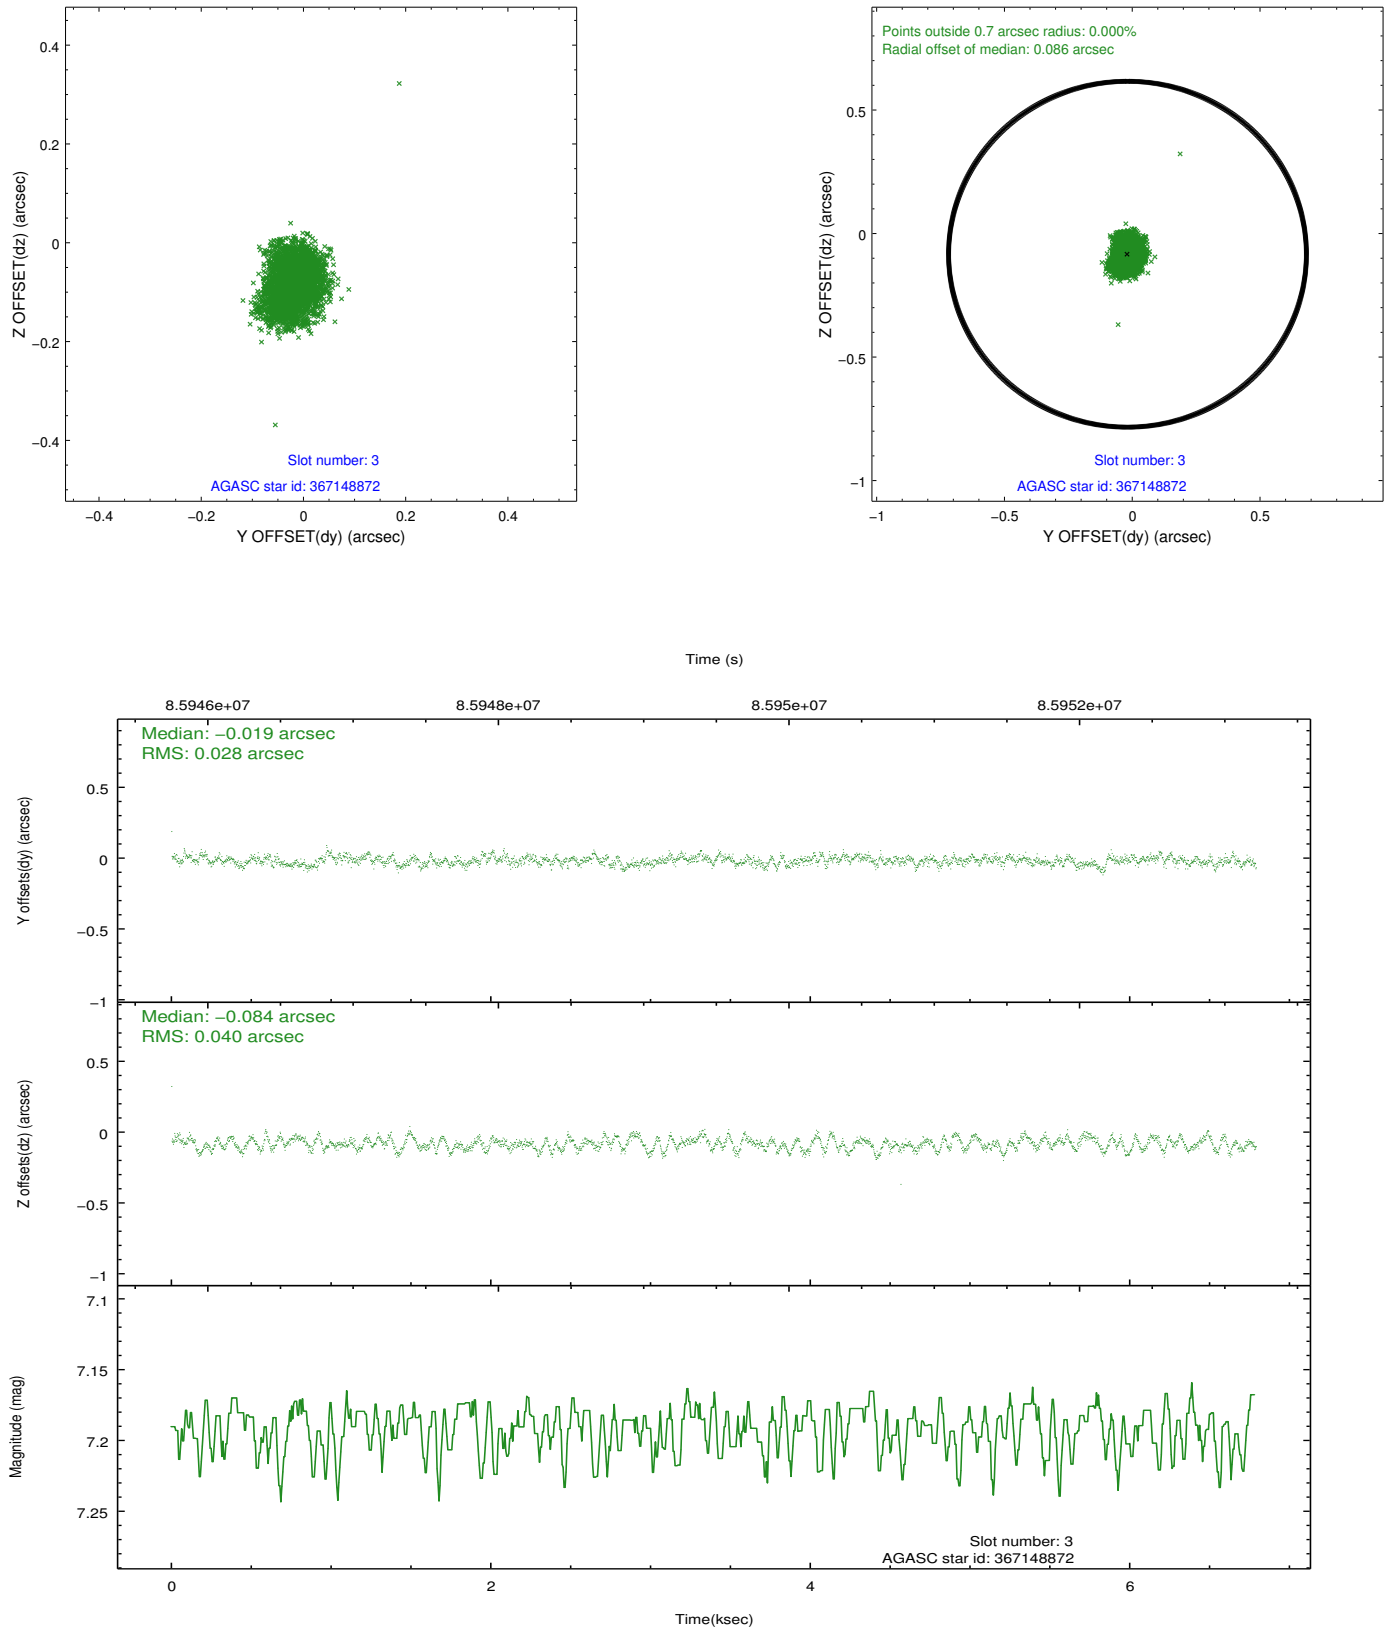 0.4
0.2
0
−0.2
−0.4
Z OFFSET(dz) (arcsec)
Slot number: 3
AGASC star id: 367148872
−0.4
−0.2
0
0.2
0.4
Y OFFSET(dy) (arcsec)
Points outside 0.7 arcsec radius: 0.000%
Radial offset of median: 0.086 arcsec
0.5
0
−0.5
−1
Z OFFSET(dz) (arcsec)
Slot number: 3
AGASC star id: 367148872
−1
−0.5
0
0.5
Y OFFSET(dy) (arcsec)
Time (s)
8.5946e+07
8.5948e+07
8.595e+07
8.5952e+07
Median: −0.019 arcsec
RMS: 0.028 arcsec
0.5
0
−0.5
−1
Y offsets(dy) (arcsec)
Median: −0.084 arcsec
RMS: 0.040 arcsec
0.5
0
−0.5
−1
Z offsets(dz) (arcsec)
7.1
7.15
7.2
7.25
Magnitude (mag)
Slot number: 3
AGASC star id: 367148872
0
2
4
6
Time(ksec)